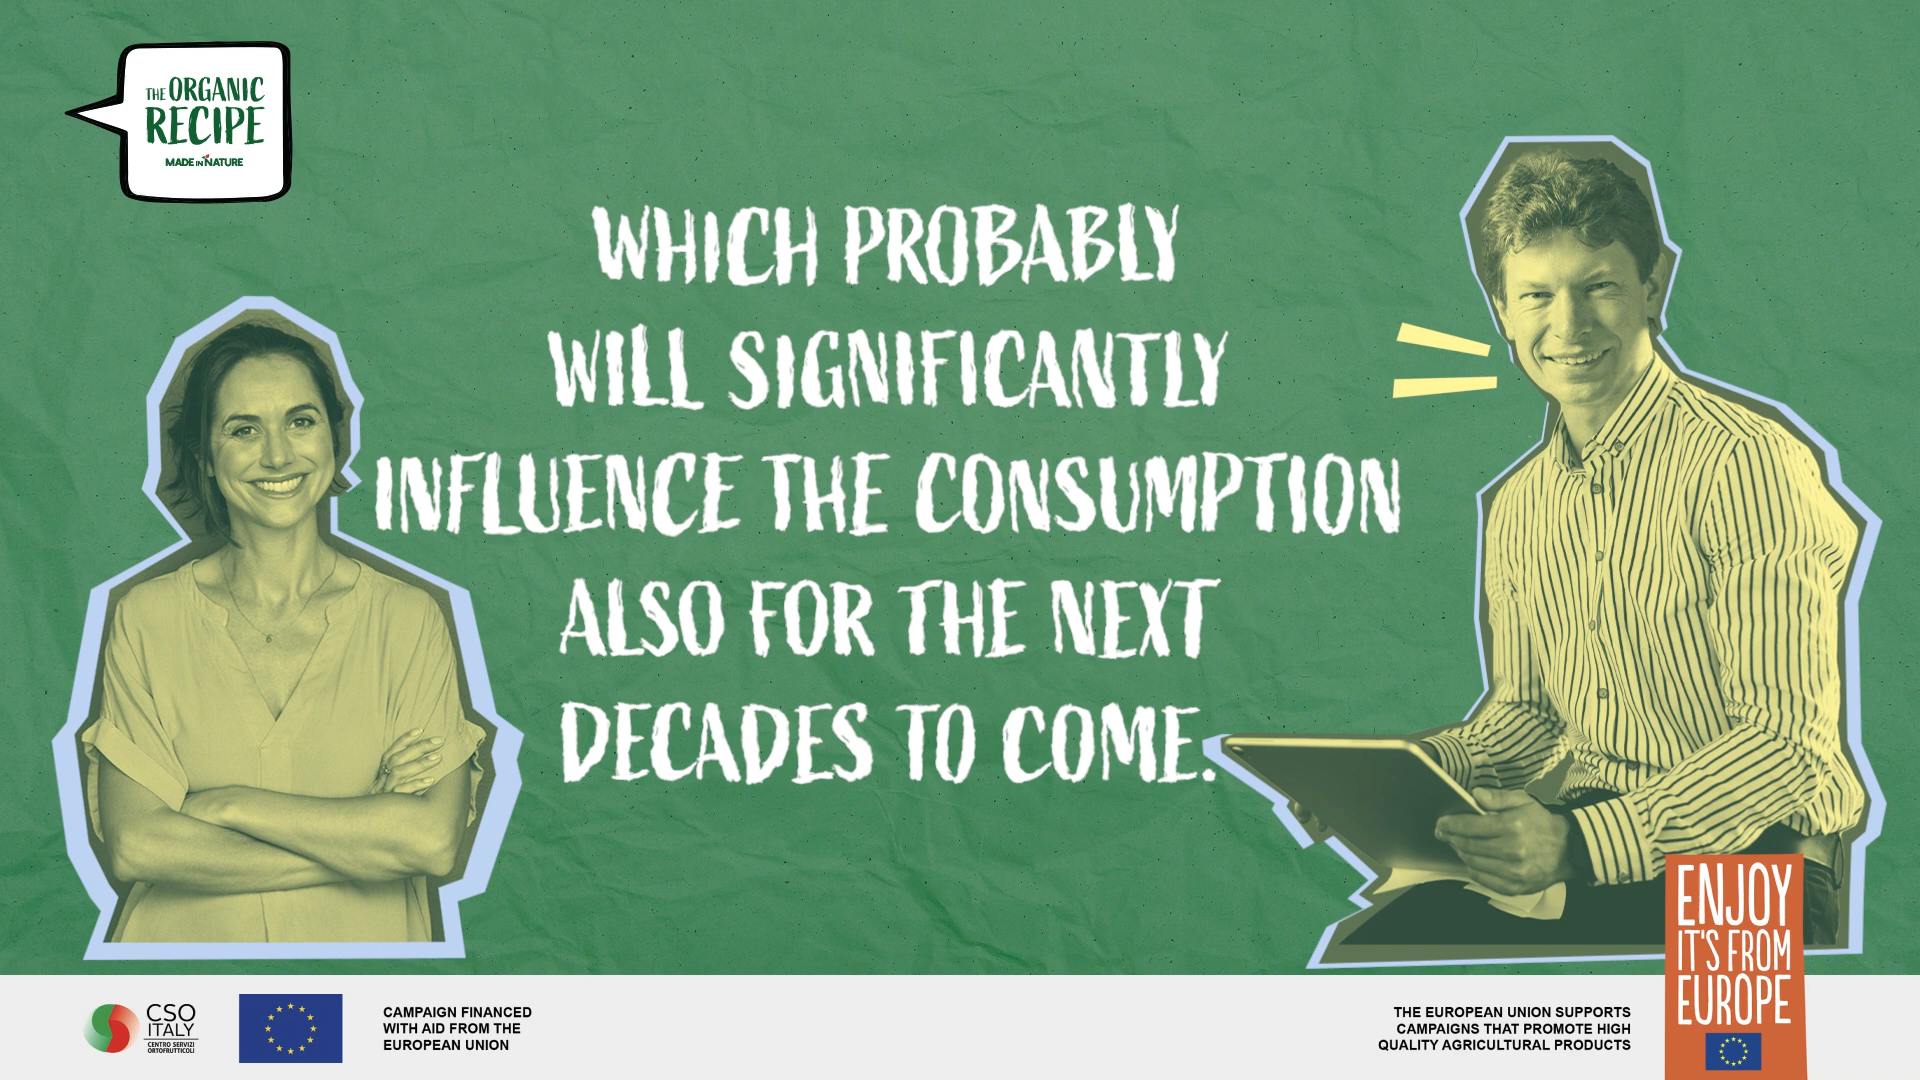 THE ORGANIC
RECIPE
MADE IN NATURE
WHICH PROBABLY
WILL SIGNIFICANTLY
INFLUENCE THE CONSUMPTION
ALSO FOR THE NEXT
DECADES TO COME.
CSO
ITALY
CENTRO SERVIZI
ORTOFRUTTICOLI
CAMPAIGN FINANCED
WITH AID FROM THE
EUROPEAN UNION
THE EUROPEAN UNION SUPPORTS
CAMPAIGNS THAT PROMOTE HIGH
QUALITY AGRICULTURAL PRODUCTS
ENJOY
IT'S FROM
EUROPE